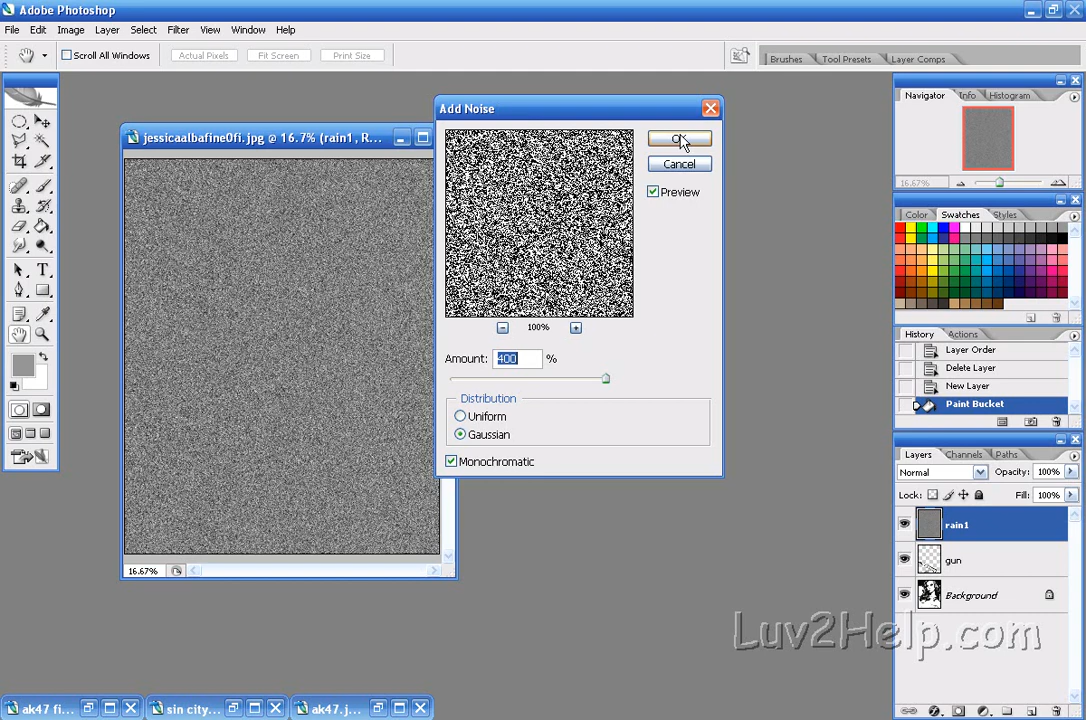 Adobe Photoshop
File Edit Image Layer Select Filter View Window Help
Scroll All Windows Actual Pixels Fit Screen Print Size Brushes Tool Presets Layer Comps
jessicaalbafine0fi.jpg @ 16.7% (rain1, R...
Add Noise
OK
Cancel
Preview
100%
Amount: 400 %
Distribution
Uniform
Gaussian
Monochromatic
16.67%
Navigator Info Histogram
16.67%
Color Swatches Styles
History Actions
Layer Order
Delete Layer
New Layer
Paint Bucket
Layers Channels Paths
Normal Opacity: 100%
Lock: Fill: 100%
rain1
gun
Background
Luv2Help.com
ak47 fi... sin city... ak47.j...